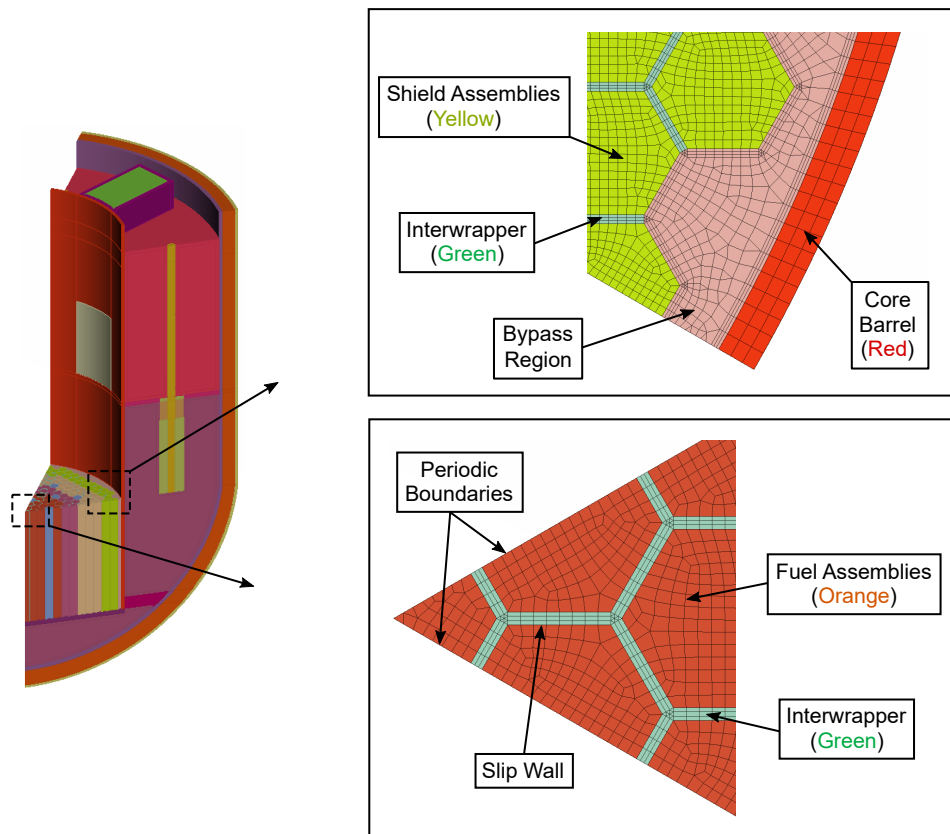 Shield Assemblies
(Yellow)
Interwrapper
(Green)
Bypass
Region
Core
Barrel
(Red)
Periodic
Boundaries
Fuel Assemblies
(Orange)
Interwrapper
(Green)
Slip Wall